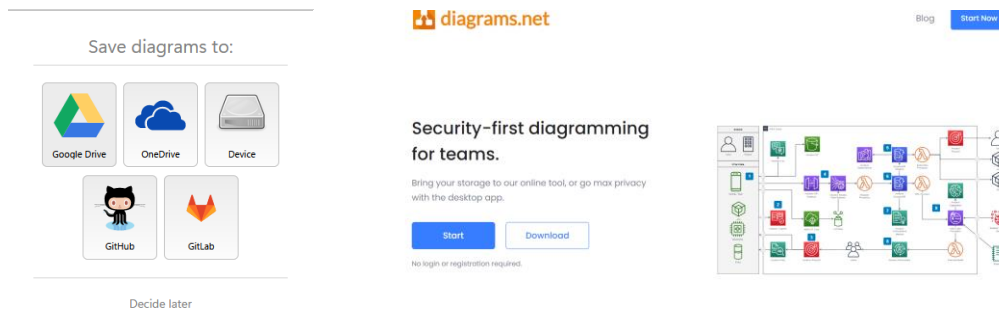 Save diagrams to:
Google Drive
OneDrive
Device
GitHub
GitLab
Decide later
diagrams.net
Blog
Start Now
Security-first diagramming
for teams.
Bring your storage to our online tool, or go max privacy
with the desktop app.
Start
Download
No login or registration required.